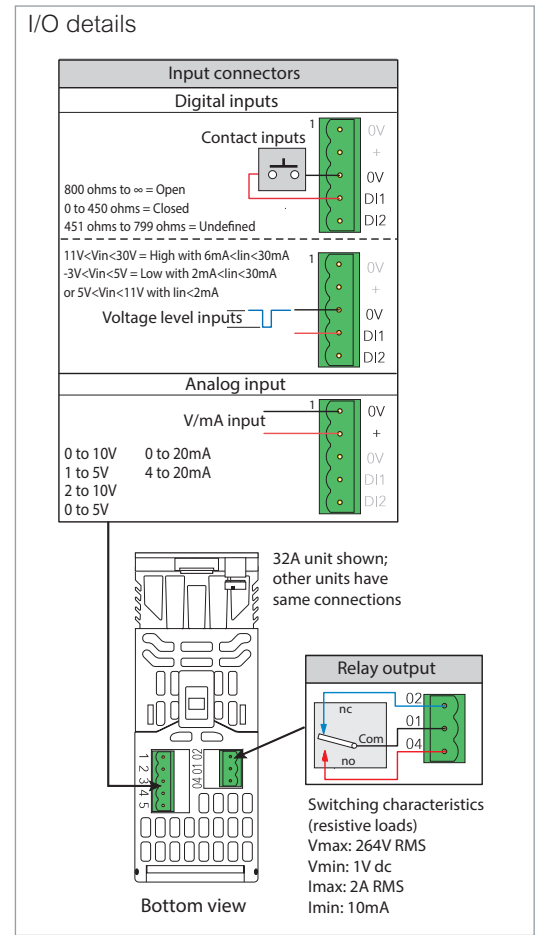 I/O details
Input connectors
Digital inputs
Contact inputs
1
0V
+
0V
DI1
DI2
800 ohms to ∞ = Open
0 to 450 ohms = Closed
451 ohms to 799 ohms = Undefined
11V<Vin<30V = High with 6mA<Iin<30mA
-3V<Vin<5V = Low with 2mA<Iin<30mA
or 5V<Vin<11V with Iin<2mA
Voltage level inputs
1
0V
+
0V
DI1
DI2
Analog input
V/mA input
1
0V
+
0V
DI1
DI2
0 to 10V 0 to 20mA
1 to 5V 4 to 20mA
2 to 10V
0 to 5V
32A unit shown;
other units have
same connections
1 2 3 4 5
04 01 02
Bottom view
Relay output
nc
Com
no
02
01
04
Switching characteristics
(resistive loads)
Vmax: 264V RMS
Vmin: 1V dc
Imax: 2A RMS
Imin: 10mA